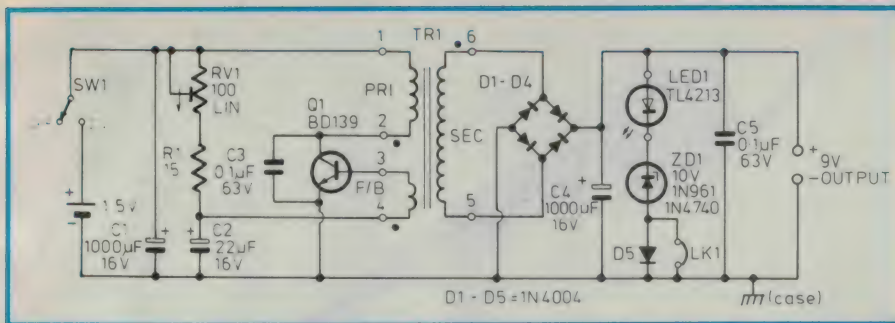 SW1
1.5V
C1
1000µF
16V
RV1
100
LIN
R1
15
C2
22µF
16V
C3
0.1µF
63V
Q1
BD139
1
TR1
6
PRI
2
3
F/B
4
SEC
5
D1-D4
C4
1000µF
16V
LED1
TL4213
ZD1
10V
1N961
1N4740
D5
LK1
C5
0.1µF
63V
+
9V
-OUTPUT
D1-D5=1N4004
(case)